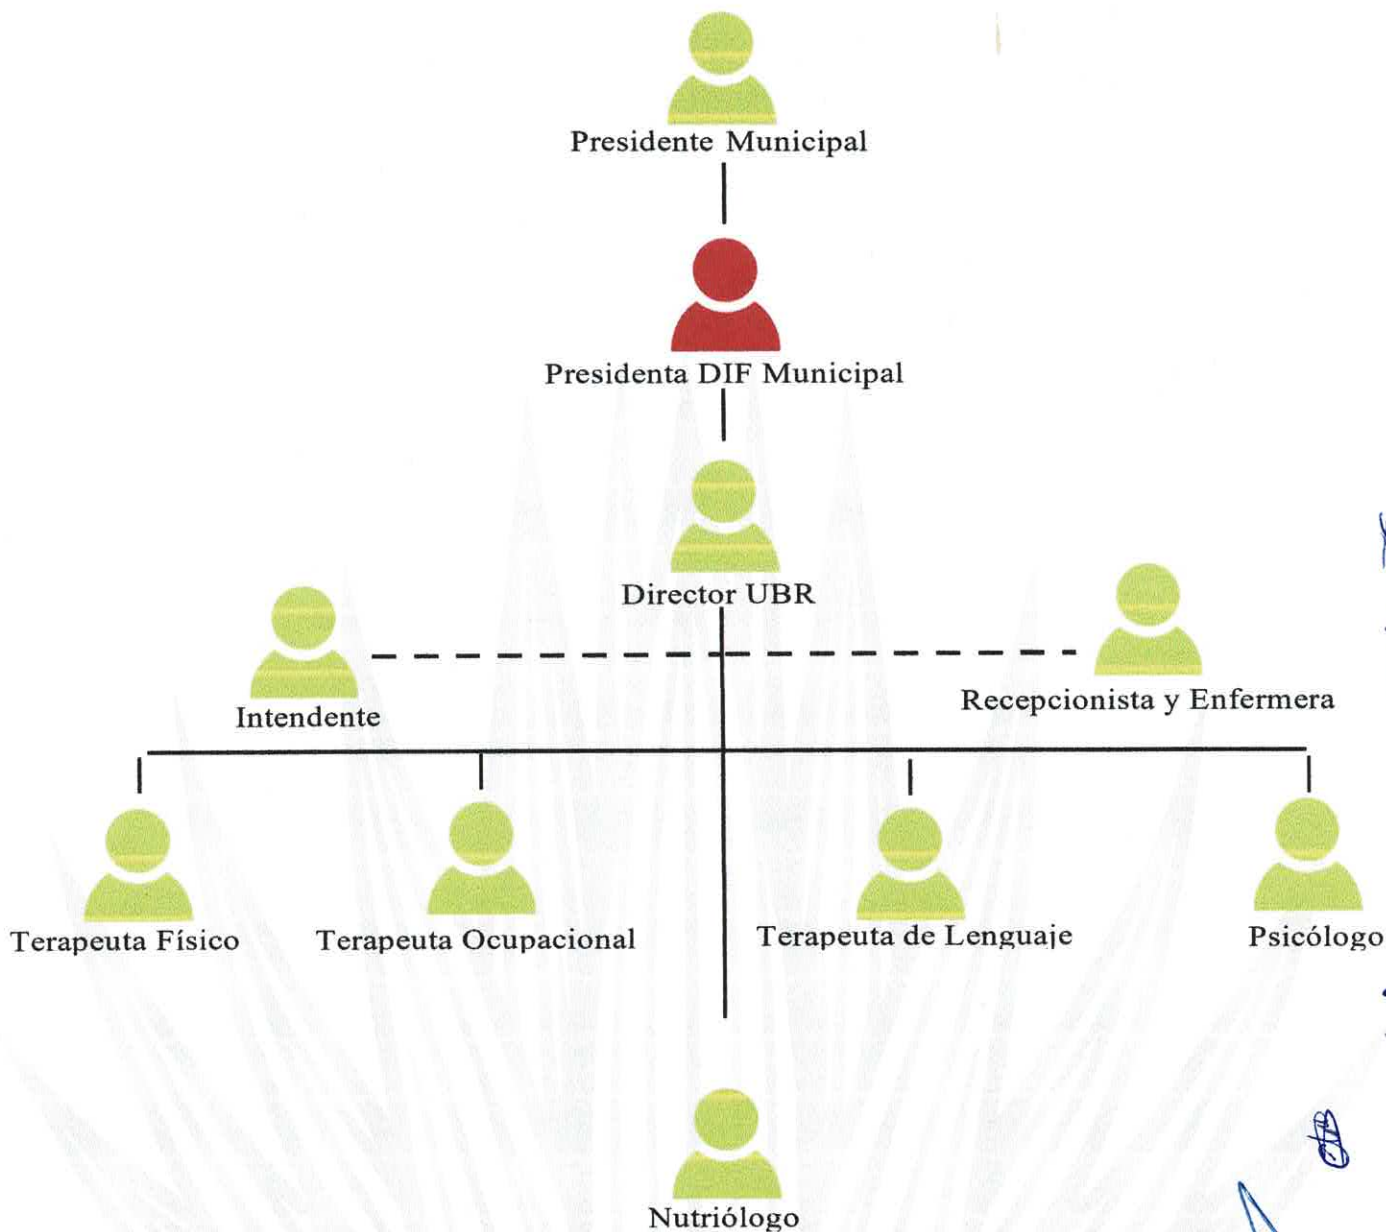 Presidente Municipal
Presidenta DIF Municipal
Director UBR
Intendente
Recepcionista y Enfermera
Terapeuta Físico
Terapeuta Ocupacional
Terapeuta de Lenguaje
Psicólogo
Nutriólogo